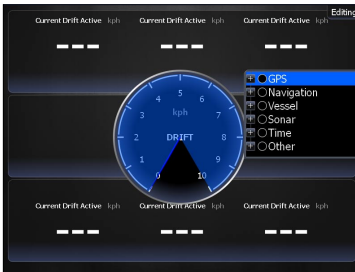 Editing
Current Drift Active kph Current Drift Active kph Current Drift Active kph
--- --- ---
GPS
Navigation
Vessel
Sonar
Time
Other
4 5 6
3 kph 7
2 DRIFT 8
1 9
0 10
Current Drift Active kph Current Drift Active kph Current Drift Active kph
--- --- ---